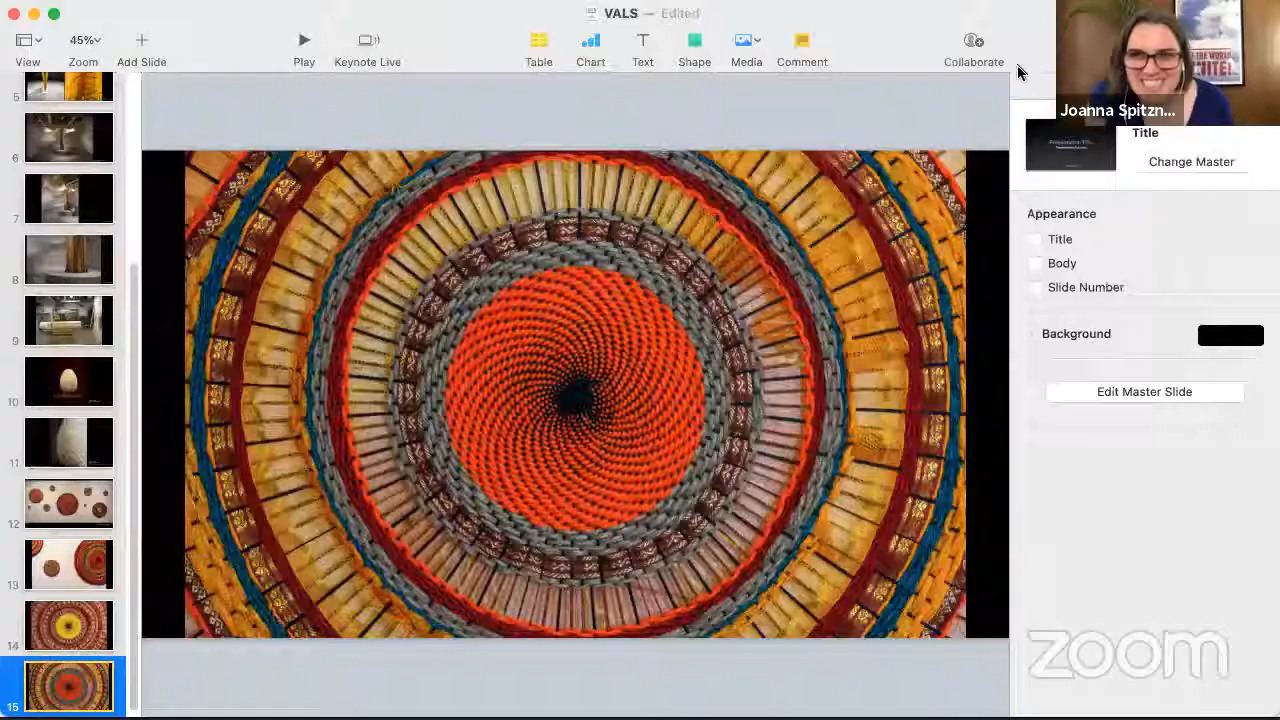 VALS — Edited
45%
View
Zoom
Add Slide
Play
Keynote Live
Table
Chart
Text
Shape
Media
Comment
Collaborate
THE WORLD
Joanna Spitzn...
Title
Change Master
Appearance
Title
Body
Slide Number
Background
Edit Master Slide
5
6
7
8
9
10
11
12
13
14
15
zoom